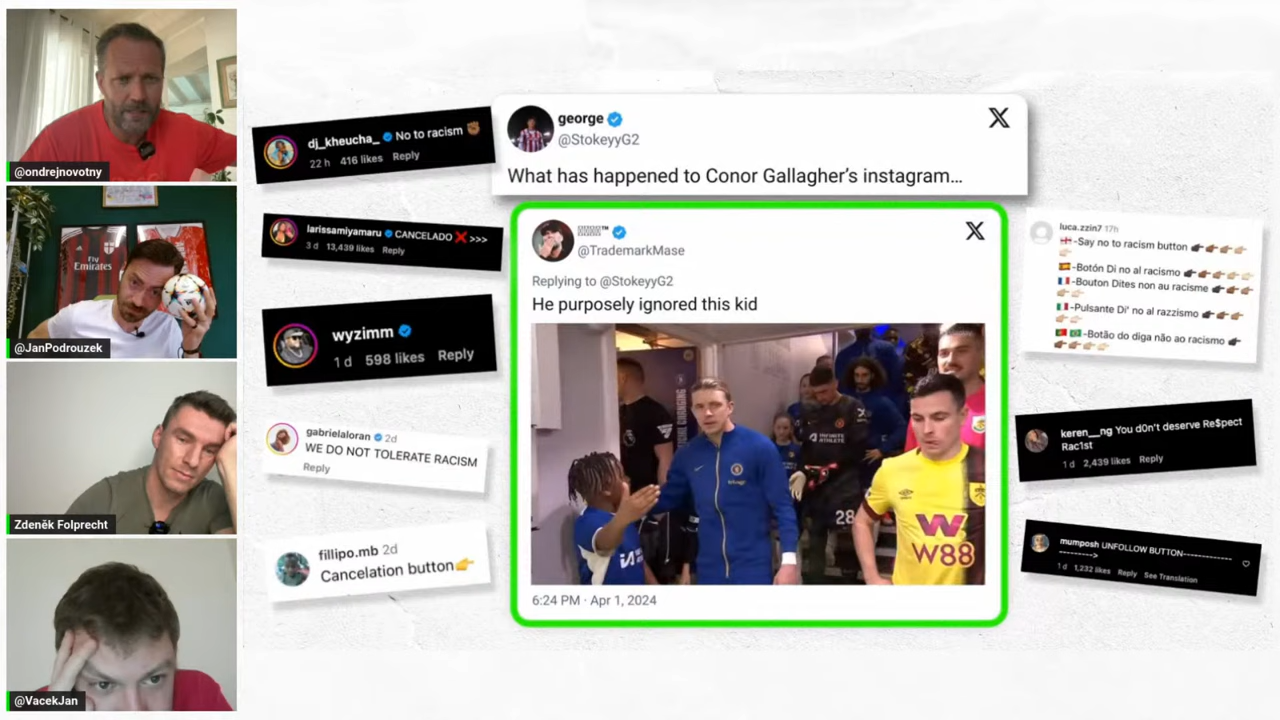 @ondrejnovotny
@JanPodrouzek
Fly
Emirates
Zdeněk Folprecht
@VacekJan
dj_kheucha_ No to racism ✊🏾
22 h 416 likes Reply
larissamiyamaru CANCELADO ❌ >>>
3 d 13,439 likes Reply
wyzimm
1 d 598 likes Reply
gabrielaloran 2d
WE DO NOT TOLERATE RACISM
Reply
fillipo.mb 2d
Cancelation button👉
george
@StokeyyG2
X
What has happened to Conor Gallagher's instagram...
@TrademarkMase
X
Replying to @StokeyyG2
He purposely ignored this kid
INFINITE
ATHLETE
28
W
W88
6:24 PM · Apr 1, 2024
luca.zzin7 17h
🏴󠁧󠁢󠁥󠁮󠁧󠁿-Say no to racism button
🇪🇸-Botón Di no al racismo
🇫🇷-Bouton Dites non au racisme
🇮🇹-Pulsante Di' no al razzismo
🇵🇹 🇧🇷-Botão do diga não ao racismo
keren__ng You d0n't deserve Re$pect
Rac1st
1 d 2,439 likes Reply
mumposh UNFOLLOW BUTTON-------------
--------->
1 d 1,232 likes Reply See Translation